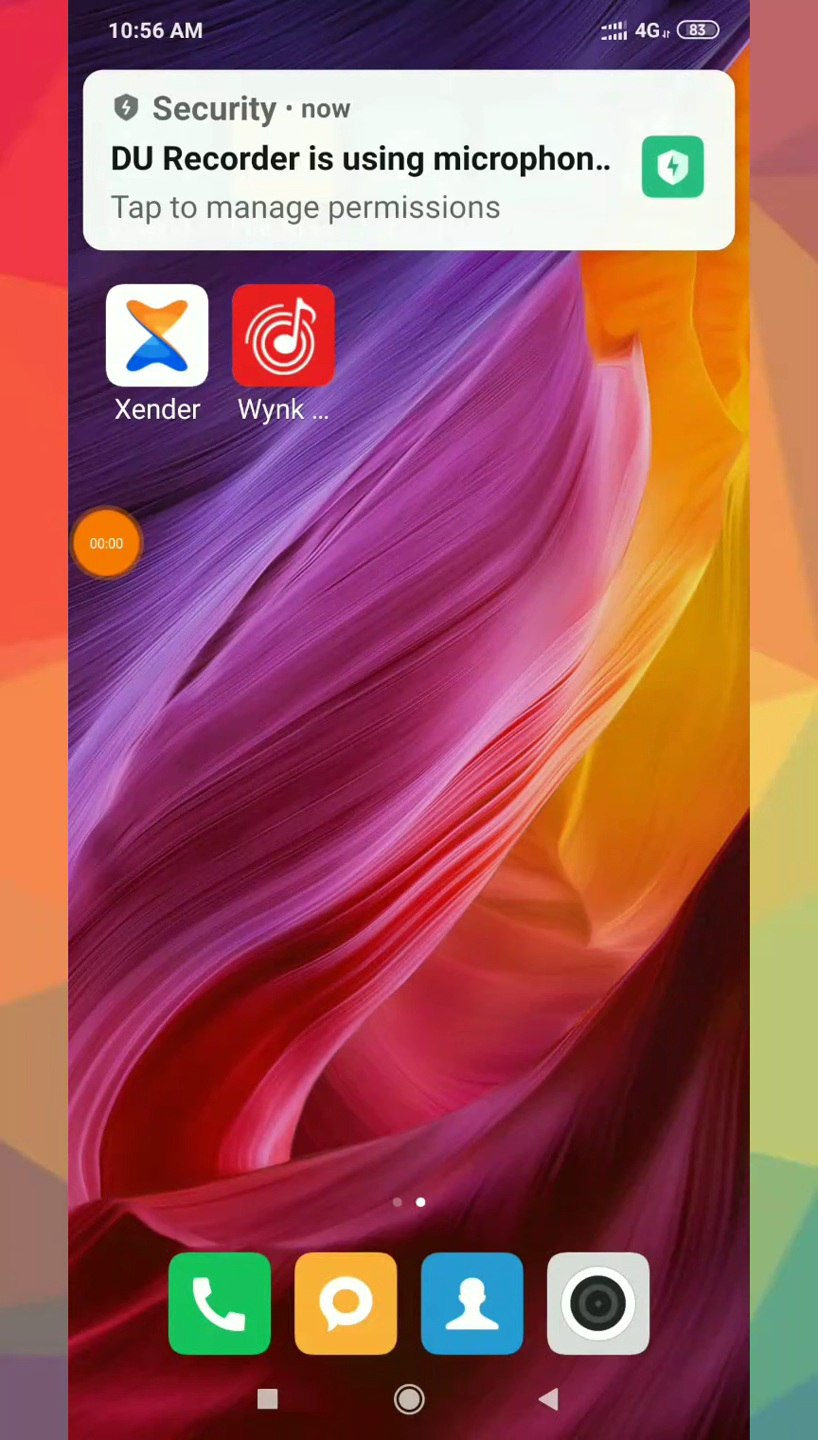 10:56 AM
4G 83
Security • now
DU Recorder is using microphon..
Tap to manage permissions
Xender
Wynk ...
00:00